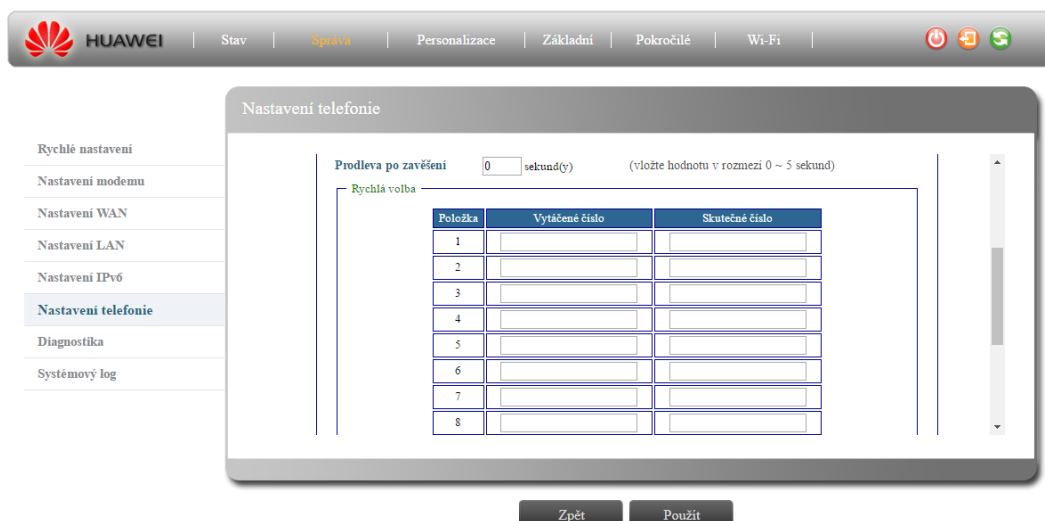 HUAWEI | Stav | Správa | Personalizace | Základní | Pokročilé | Wi-Fi |
Nastavení telefonie
Rychlé nastavení
Nastavení modemu
Nastavení WAN
Nastavení LAN
Nastavení IPv6
Nastavení telefonie
Diagnostika
Systémový log
Prodleva po zavěšení 0 sekund(y) (vložte hodnotu v rozmezí 0 ~ 5 sekund)
Rychlá volba
Položka Vytáčené číslo Skutečné číslo
1
2
3
4
5
6
7
8
Zpět Použít